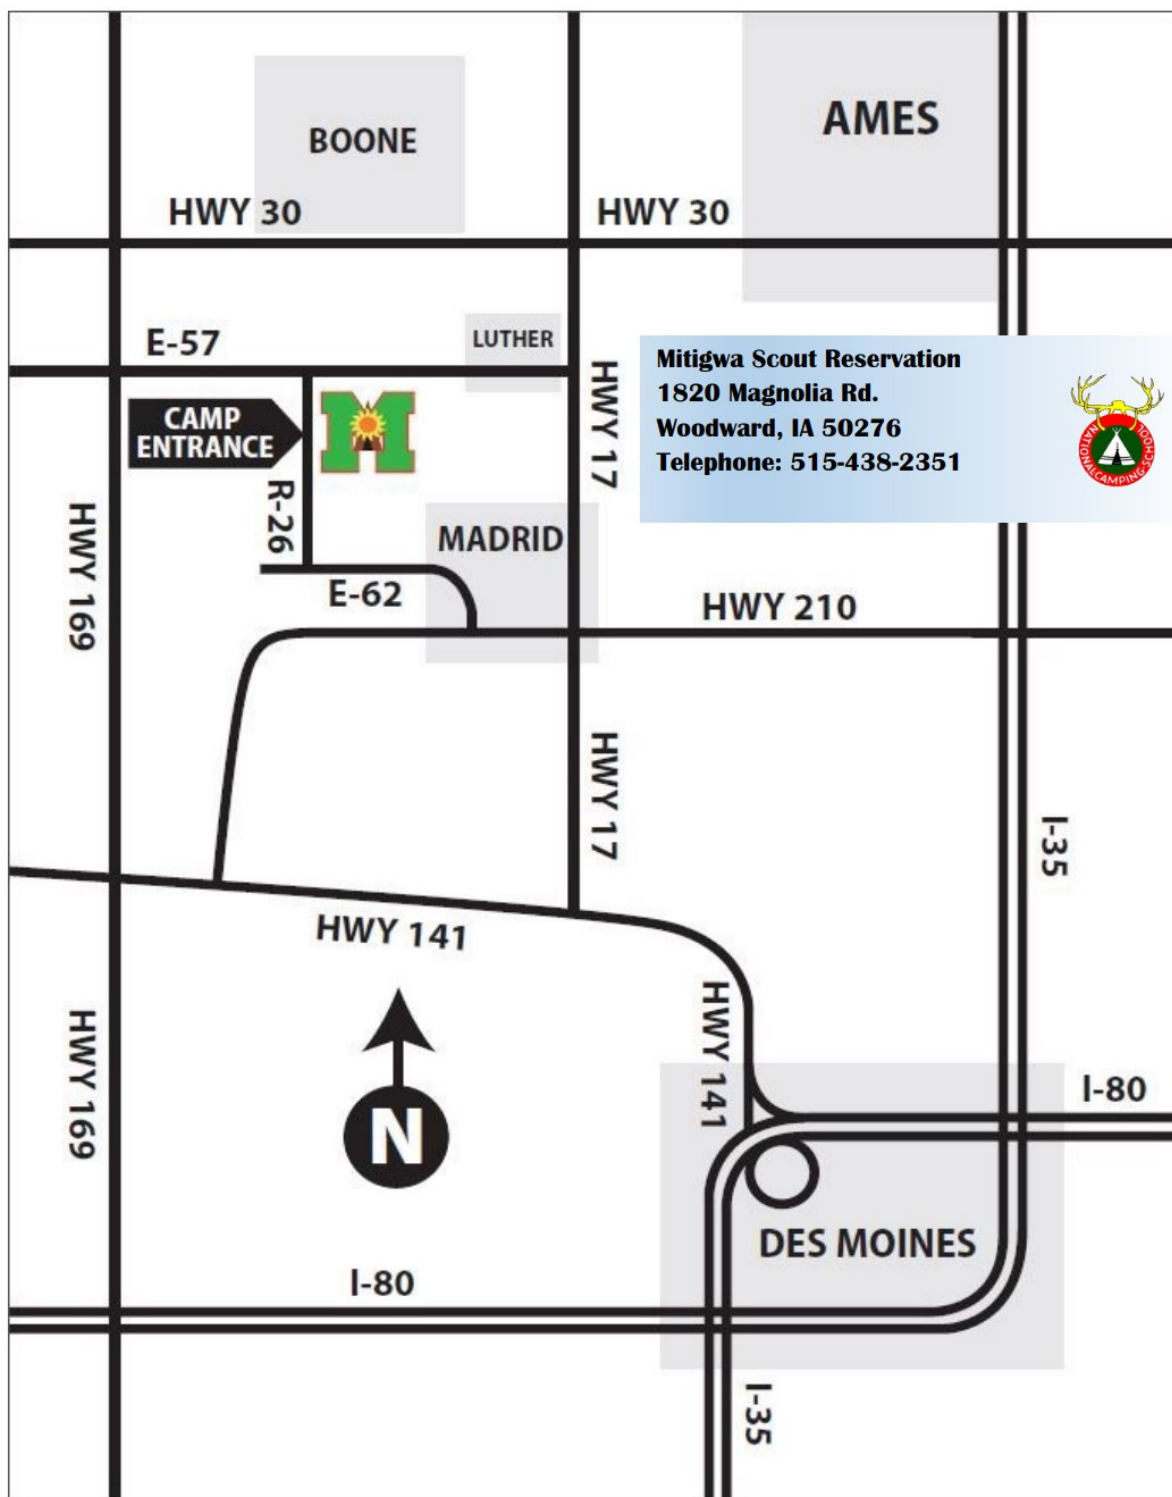 BOONE
AMES
HWY 30
HWY 30
E-57
LUTHER
HWY 17
Mitigwa Scout Reservation
1820 Magnolia Rd.
Woodward, IA 50276
Telephone: 515-438-2351
NATIONAL CAMPING SCHOOL
CAMP
ENTRANCE
M
R-26
HWY 169
MADRID
E-62
HWY 210
HWY 17
I-35
HWY 141
HWY 141
HWY 169
N
I-80
DES MOINES
I-80
I-35